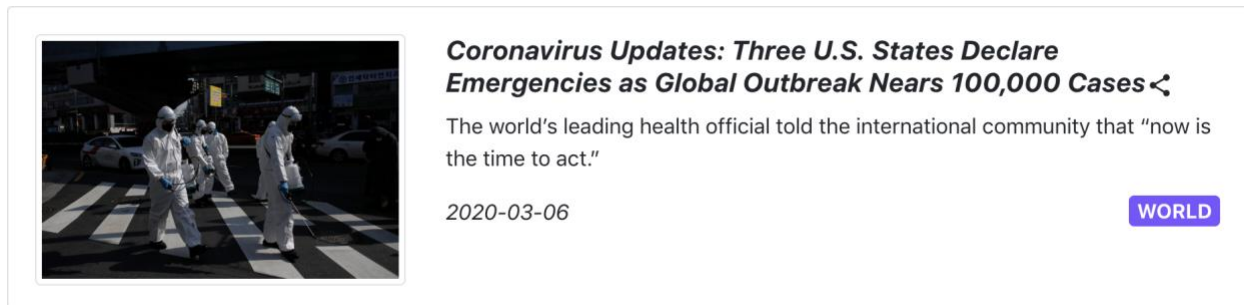 Coronavirus Updates: Three U.S. States Declare
Emergencies as Global Outbreak Nears 100,000 Cases
The world’s leading health official told the international community that “now is
the time to act.”
2020-03-06
WORLD